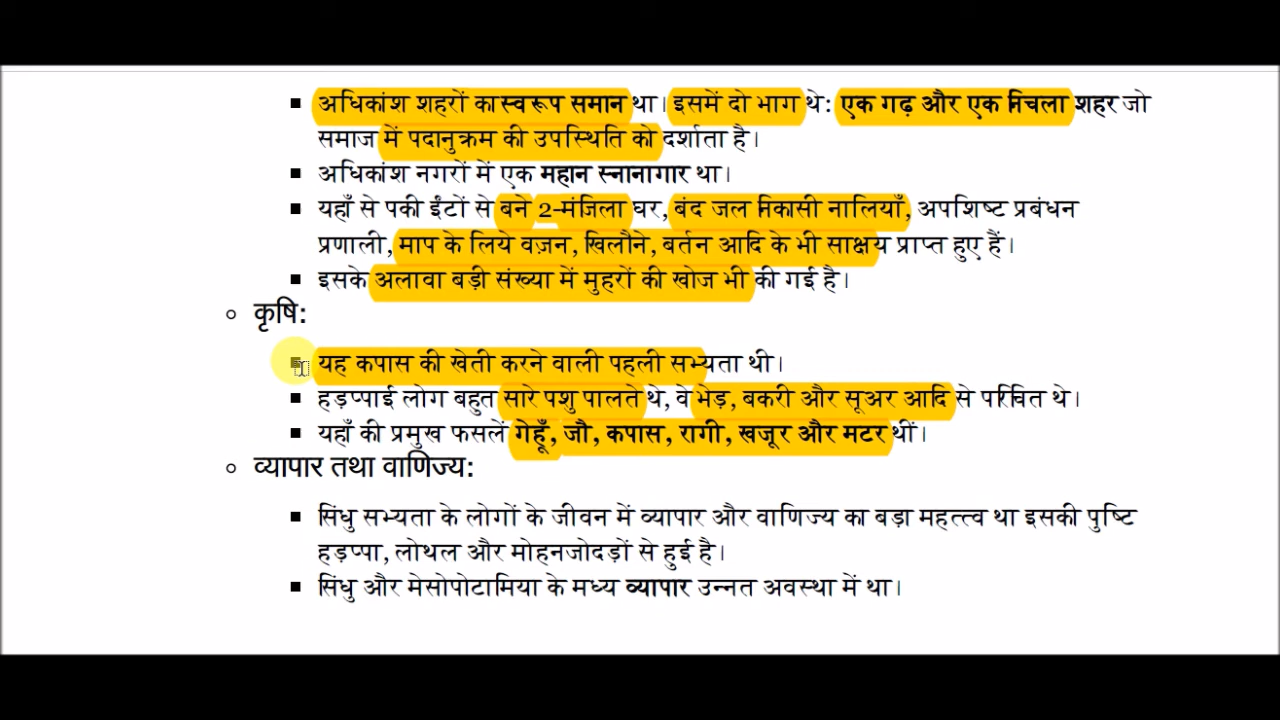 ▪ अधिकांश शहरों का स्वरूप समान था। इसमें दो भाग थे: एक गढ़ और एक निचला शहर जो
समाज में पदानुक्रम की उपस्थिति को दर्शाता है।
▪ अधिकांश नगरों में एक महान स्नानागार था।
▪ यहाँ से पकी ईंटों से बने 2-मंजिला घर, बंद जल निकासी नालियाँ, अपशिष्ट प्रबंधन
प्रणाली, माप के लिये वज़न, खिलौने, बर्तन आदि के भी साक्ष्य प्राप्त हुए हैं।
▪ इसके अलावा बड़ी संख्या में मुहरों की खोज भी की गई है।
○ कृषि:
▪ यह कपास की खेती करने वाली पहली सभ्यता थी।
▪ हड़प्पाई लोग बहुत सारे पशु पालते थे, वे भेड़, बकरी और सूअर आदि से परिचित थे।
▪ यहाँ की प्रमुख फसलें गेहूँ, जौ, कपास, रागी, खजूर और मटर थीं।
○ व्यापार तथा वाणिज्य:
▪ सिंधु सभ्यता के लोगों के जीवन में व्यापार और वाणिज्य का बड़ा महत्त्व था इसकी पुष्टि
हड़प्पा, लोथल और मोहनजोदड़ों से हुई है।
▪ सिंधु और मेसोपोटामिया के मध्य व्यापार उन्नत अवस्था में था।